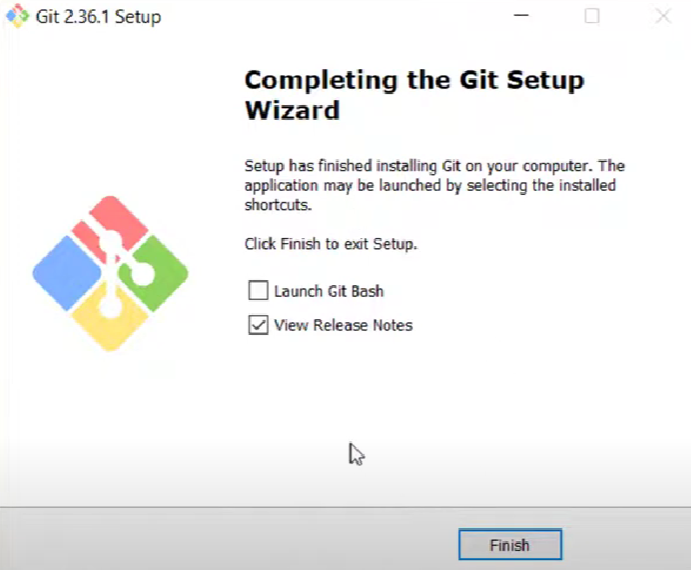 Git 2.36.1 Setup
Completing the Git Setup
Wizard
Setup has finished installing Git on your computer. The
application may be launched by selecting the installed
shortcuts.
Click Finish to exit Setup.
Launch Git Bash
View Release Notes
Finish